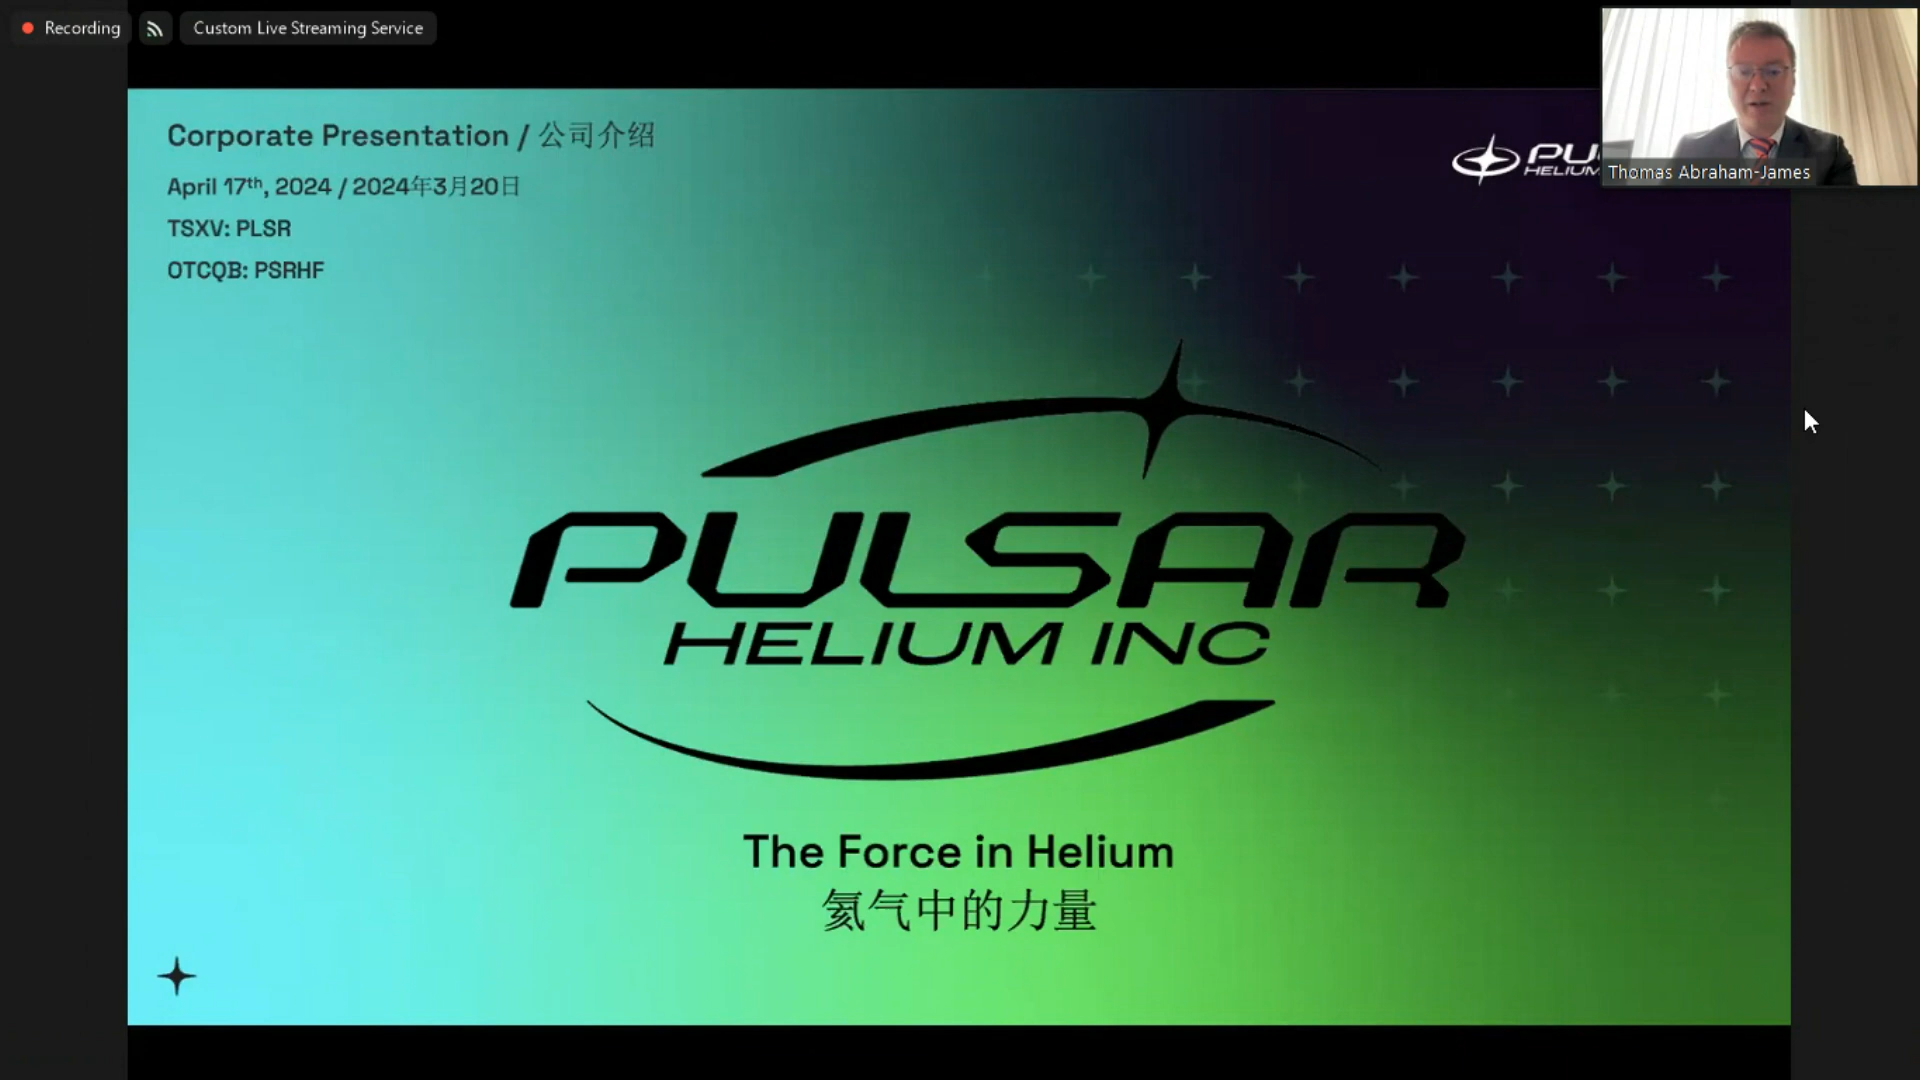 Recording
Custom Live Streaming Service
Corporate Presentation / 公司介绍
April 17th, 2024 / 2024年3月20日
TSXV: PLSR
OTCQB: PSRHF
Thomas Abraham-James
PULSAR
HELIUM INC
The Force in Helium
氦气中的力量